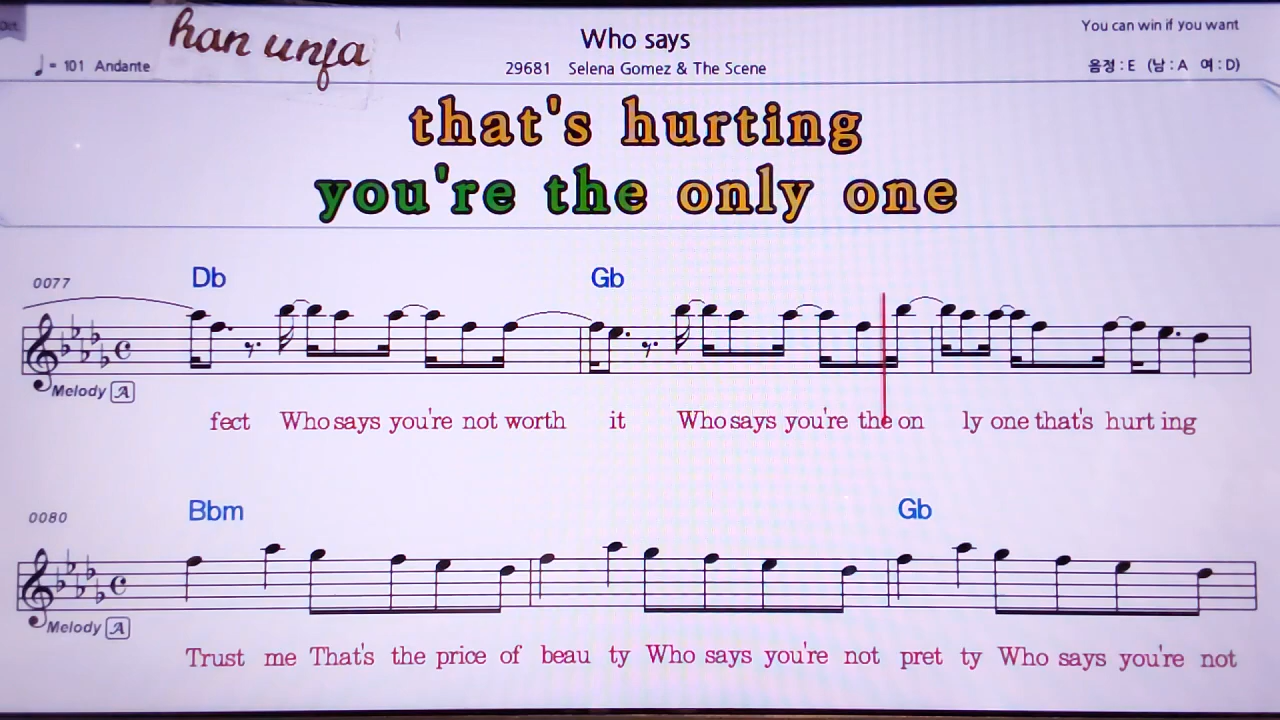 han unfa
Who says
You can win if you want
♩ = 101 Andante
29681 Selena Gomez & The Scene
음정 : E (남 : A 여 : D)
that's hurting
you're the only one
0077 Db Gb
Melody A
fect Who says you're not worth it Who says you're the on ly one that's hurt ing
0080 Bbm Gb
Melody A
Trust me That's the price of beau ty Who says you're not pret ty Who says you're not